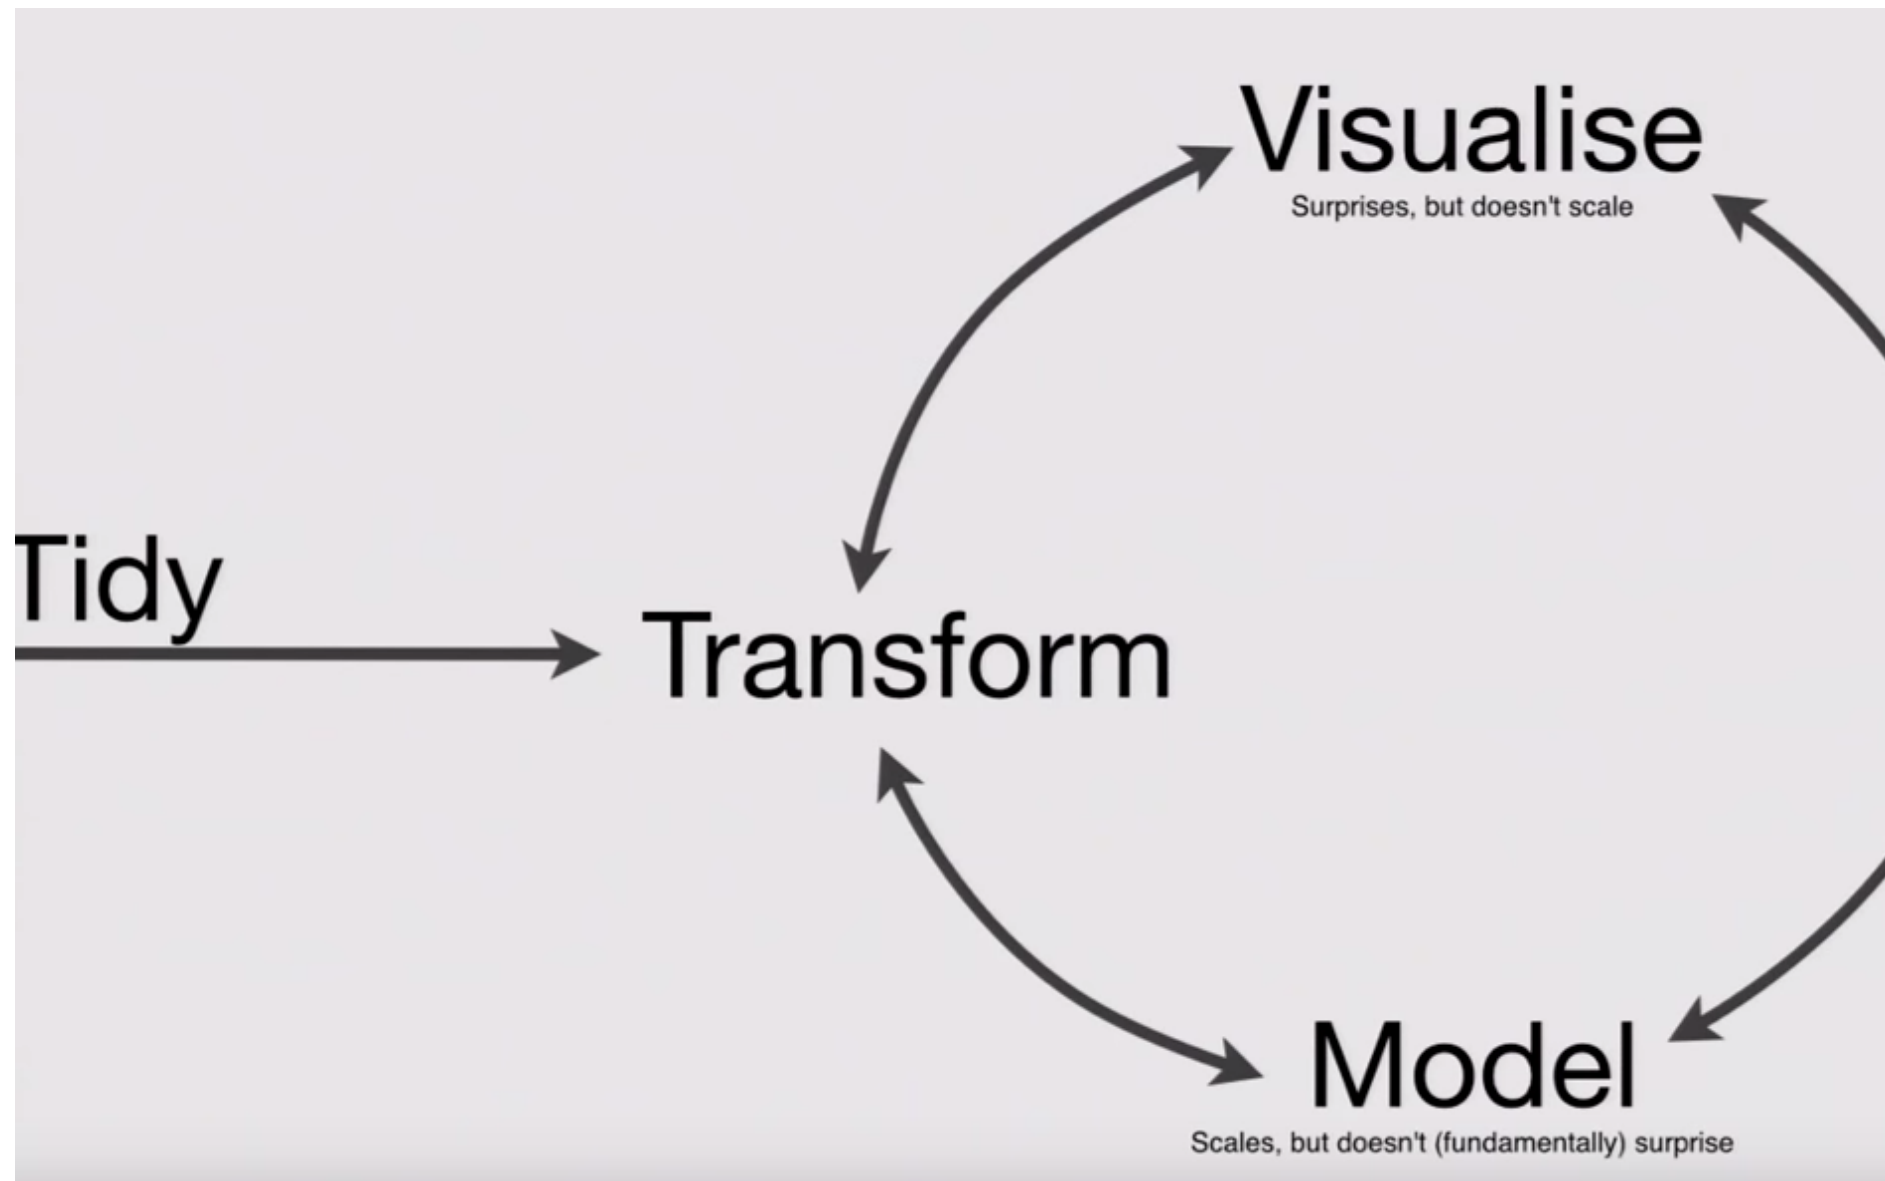 Visualise
Surprises, but doesn't scale
Tidy
Transform
Model
Scales, but doesn't (fundamentally) surprise